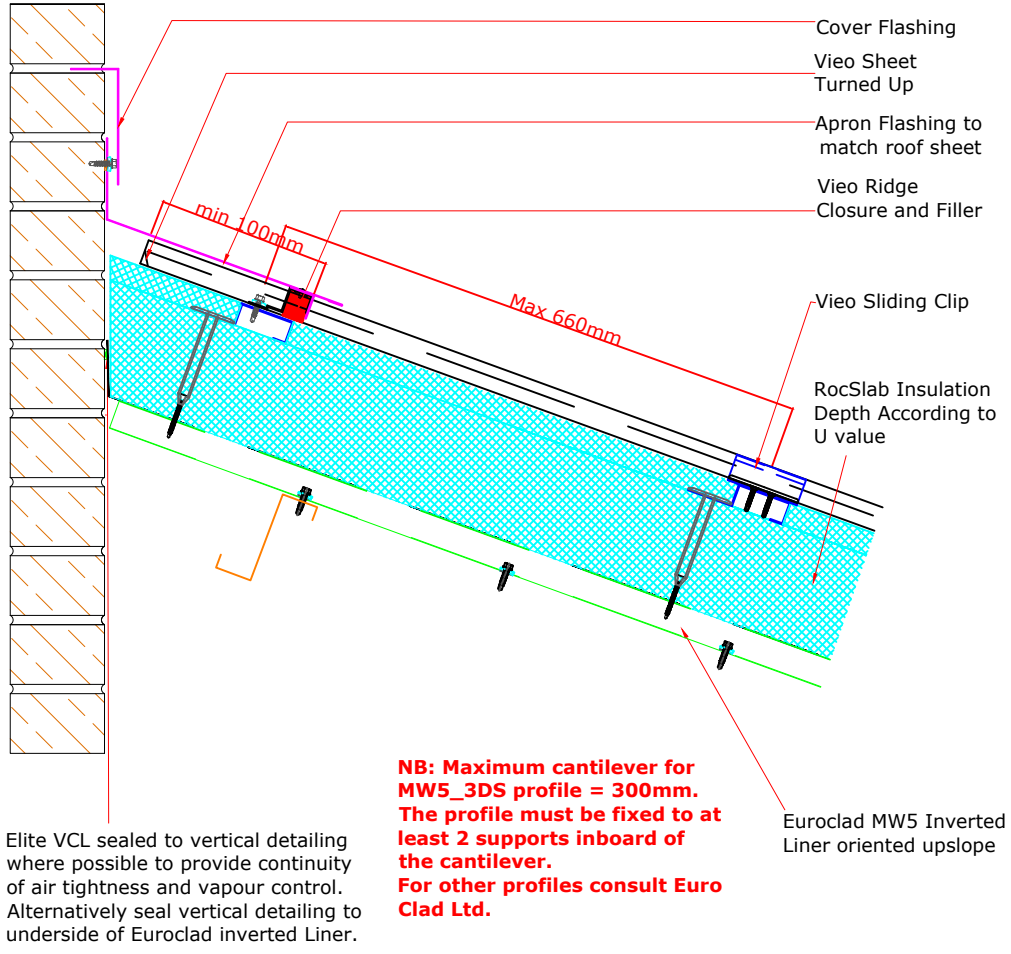 Cover Flashing
Vieo Sheet
Turned Up
Apron Flashing to
match roof sheet
Vieo Ridge
Closure and Filler
min 100mm
Max 660mm
Vieo Sliding Clip
RocSlab Insulation
Depth According to
U value
NB: Maximum cantilever for
MW5_3DS profile = 300mm.
The profile must be fixed to at
least 2 supports inboard of
the cantilever.
For other profiles consult Euro
Clad Ltd.
Euroclad MW5 Inverted
Liner oriented upslope
Elite VCL sealed to vertical detailing
where possible to provide continuity
of air tightness and vapour control.
Alternatively seal vertical detailing to
underside of Euroclad inverted Liner.